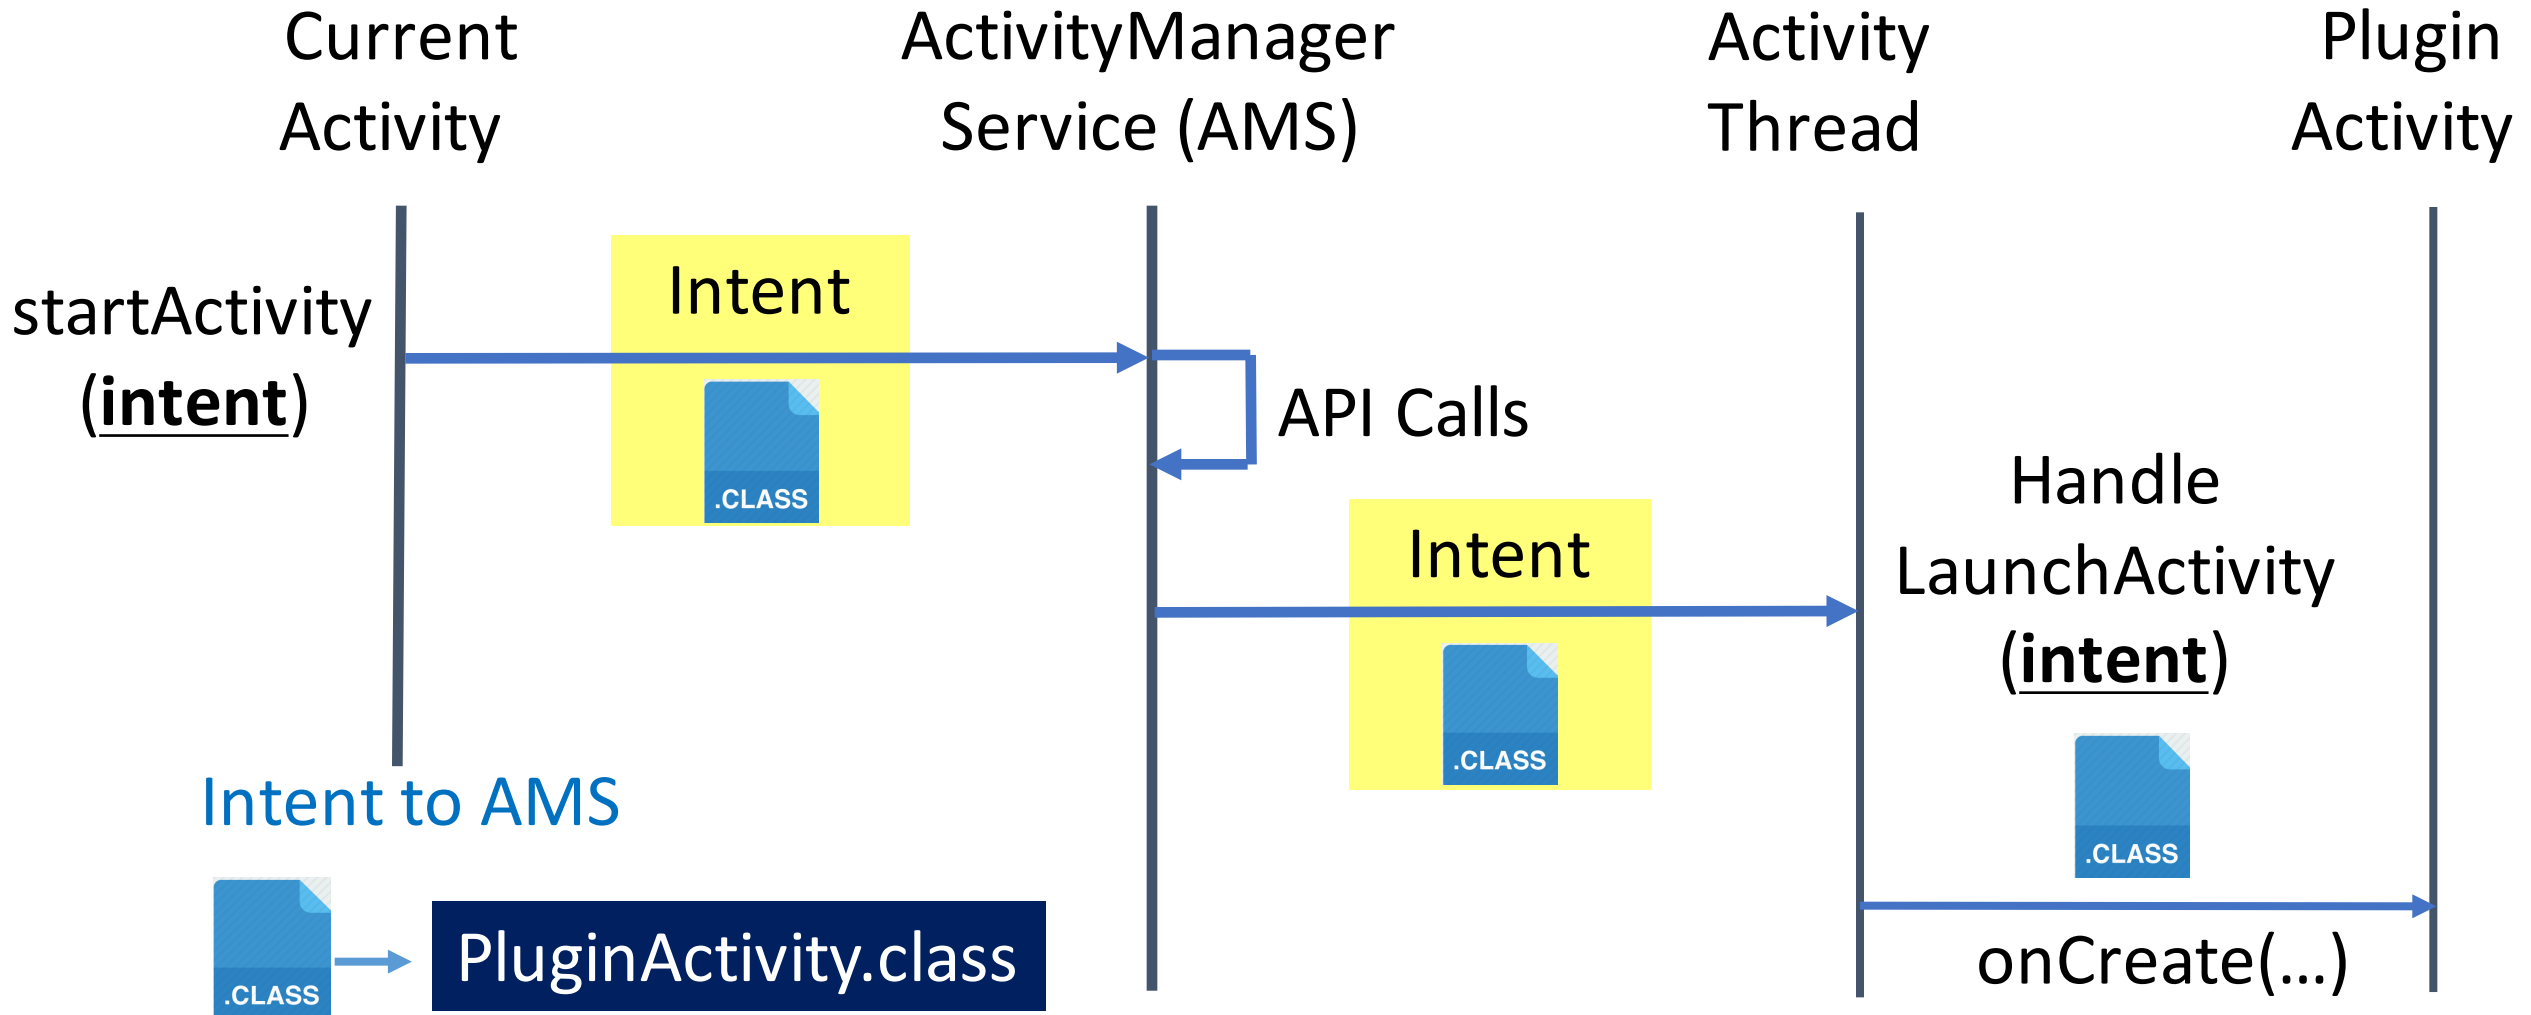 Current
Activity
ActivityManager
Service (AMS)
Activity
Thread
Plugin
Activity
startActivity
(intent)
Intent
.CLASS
API Calls
Intent
.CLASS
Handle
LaunchActivity
(intent)
.CLASS
onCreate(...)
Intent to AMS
.CLASS
PluginActivity.class